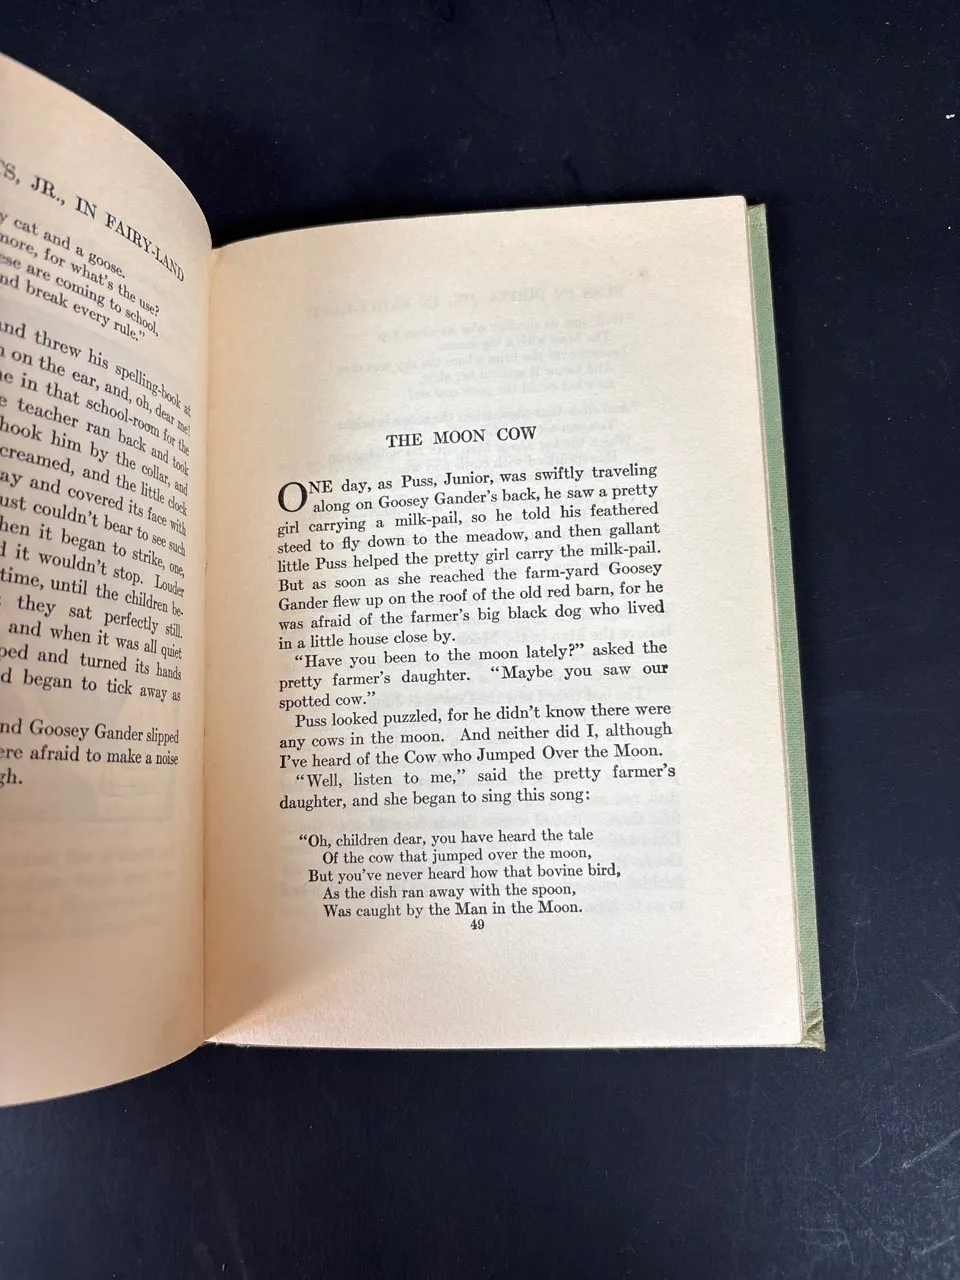 TS, JR., IN FAIRY-LAND
y cat and a goose.
more, for what's the use?
ese are coming to school,
nd break every rule."
and threw his spelling-book at
n on the ear, and, oh, dear me!
ne in that school-room for the
e teacher ran back and took
hook him by the collar, and
creamed, and the little clock
ay and covered its face with
ust couldn't bear to see such
hen it began to strike, one,
d it wouldn't stop. Louder
time, until the children be-
they sat perfectly still.
and when it was all quiet
ped and turned its hands
d began to tick away as
nd Goosey Gander slipped
ere afraid to make a noise
gh.
THE MOON COW
ONE day, as Puss, Junior, was swiftly traveling
along on Goosey Gander's back, he saw a pretty
girl carrying a milk-pail, so he told his feathered
steed to fly down to the meadow, and then gallant
little Puss helped the pretty girl carry the milk-pail.
But as soon as she reached the farm-yard Goosey
Gander flew up on the roof of the old red barn, for he
was afraid of the farmer's big black dog who lived
in a little house close by.
"Have you been to the moon lately?" asked the
pretty farmer's daughter. "Maybe you saw our
spotted cow."
Puss looked puzzled, for he didn't know there were
any cows in the moon. And neither did I, although
I've heard of the Cow who Jumped Over the Moon.
"Well, listen to me," said the pretty farmer's
daughter, and she began to sing this song:
"Oh, children dear, you have heard the tale
Of the cow that jumped over the moon,
But you've never heard how that bovine bird,
As the dish ran away with the spoon,
Was caught by the Man in the Moon.
49